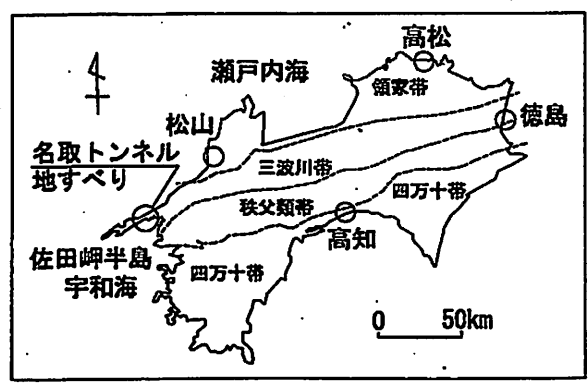 高松
瀬戸内海
領家帯
徳島
松山
名取トンネル
地すべり
三波川帯
四万十帯
秩父類帯
高知
佐田岬半島
宇和海
四万十帯
0 50km